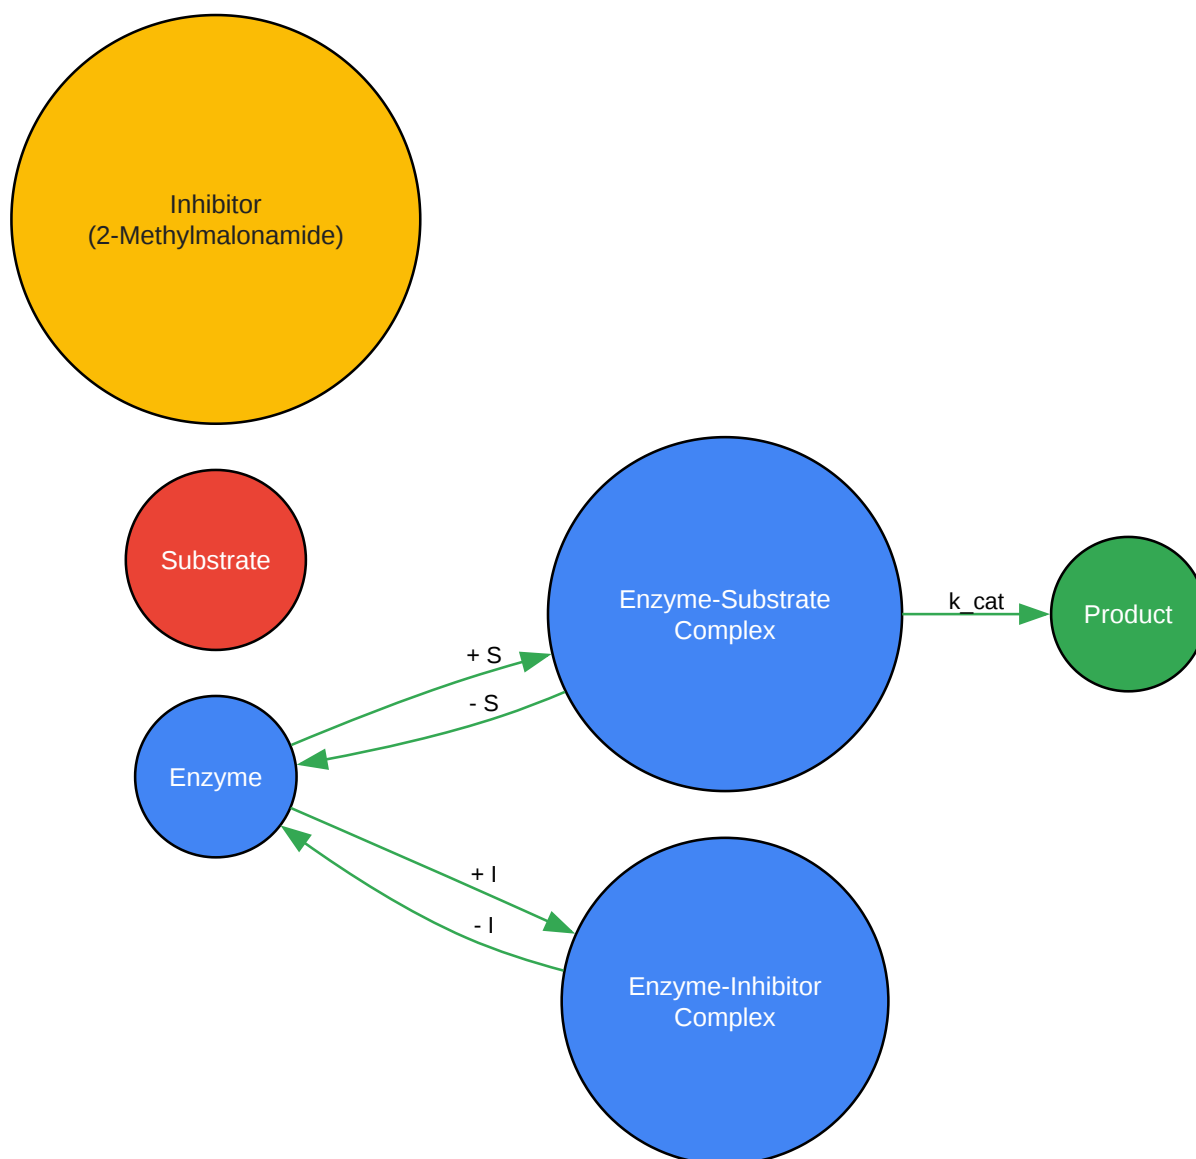 Inhibitor
(2-Methylmalonamide)
Substrate
Enzyme-Substrate
Complex
k_cat
Product
+ S
- S
Enzyme
+ I
- I
Enzyme-Inhibitor
Complex